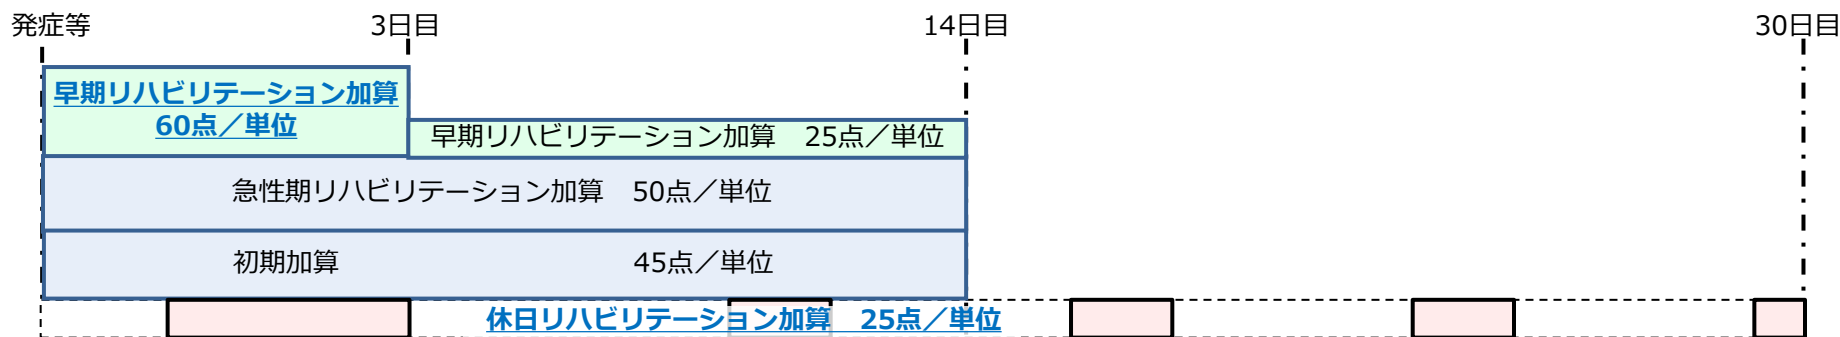 発症等 3日目 14日目 30日目
早期リハビリテーション加算
60点／単位
早期リハビリテーション加算　25点／単位
急性期リハビリテーション加算　50点／単位
初期加算 45点／単位
休日リハビリテーション加算　25点／単位